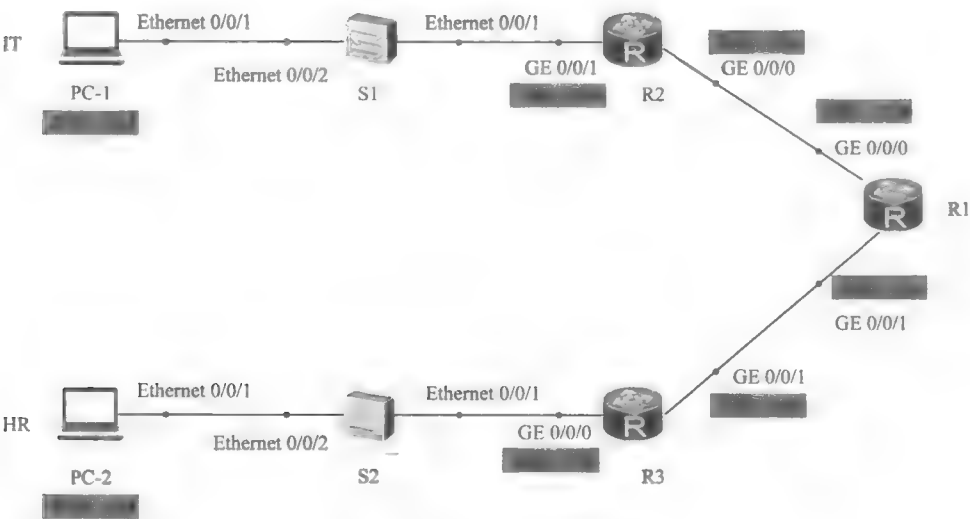 IT
Ethernet 0/0/1
Ethernet 0/0/2
PC-1
S1
Ethernet 0/0/1
GE 0/0/1
R2
GE 0/0/0
GE 0/0/0
R1
GE 0/0/1
GE 0/0/1
HR
Ethernet 0/0/1
Ethernet 0/0/2
PC-2
S2
Ethernet 0/0/1
GE 0/0/0
R3
R
R
R